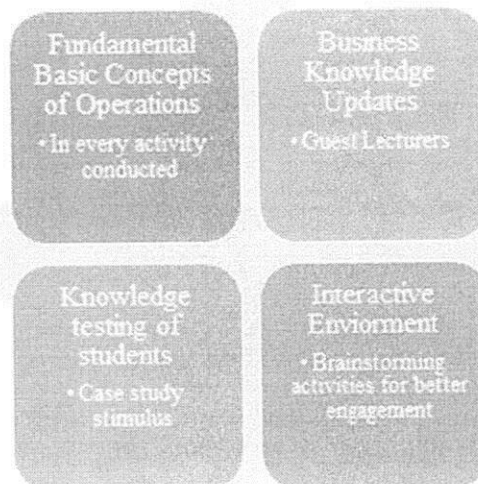 Fundamental
Basic Concepts
of Operations
• In every activity
conducted
Business
Knowledge
Updates
• Guest Lecturers
Knowledge
testing of
students
• Case study
stimulus
Interactive
Enviorment
• Brainstorming
activities for better
engagement